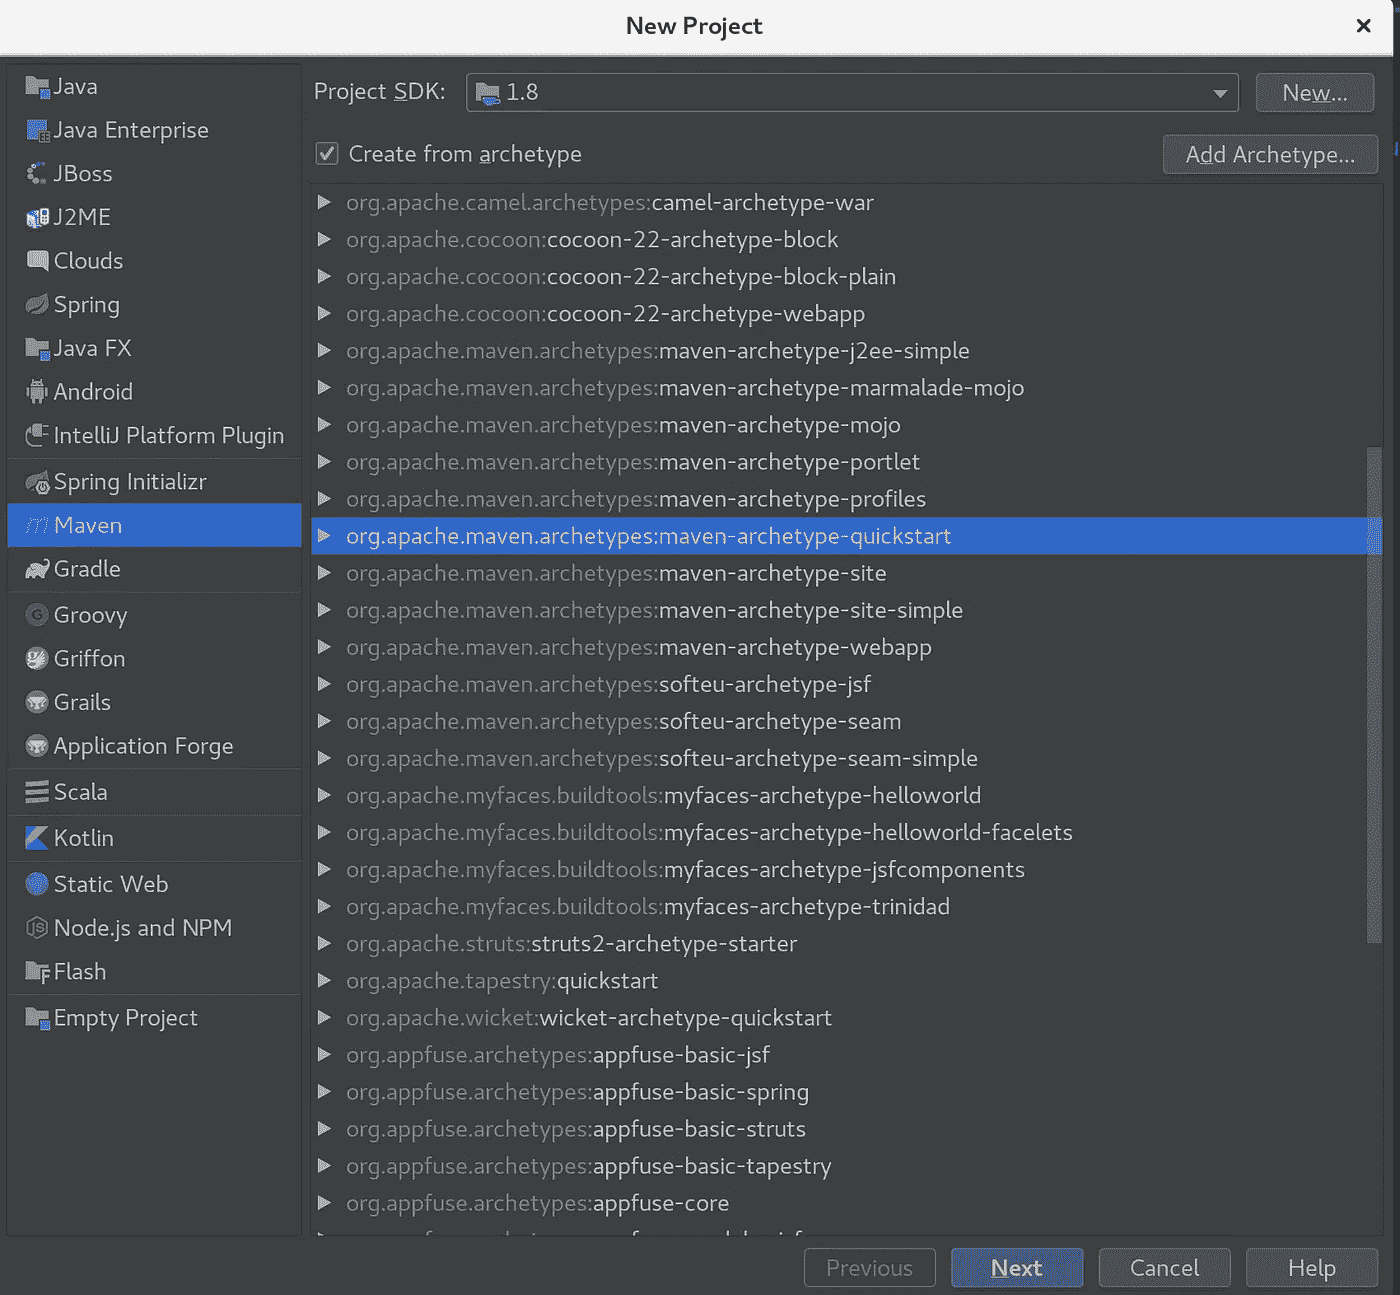 New Project
Java
Java Enterprise
JBoss
J2ME
Clouds
Spring
Java FX
Android
IntelliJ Platform Plugin
Spring Initializr
Maven
Gradle
Groovy
Griffon
Grails
Application Forge
Scala
Kotlin
Static Web
Node.js and NPM
Flash
Empty Project
Project SDK: 1.8 New...
Create from archetype Add Archetype...
org.apache.camel.archetypes:camel-archetype-war
org.apache.cocoon:cocoon-22-archetype-block
org.apache.cocoon:cocoon-22-archetype-block-plain
org.apache.cocoon:cocoon-22-archetype-webapp
org.apache.maven.archetypes:maven-archetype-j2ee-simple
org.apache.maven.archetypes:maven-archetype-marmalade-mojo
org.apache.maven.archetypes:maven-archetype-mojo
org.apache.maven.archetypes:maven-archetype-portlet
org.apache.maven.archetypes:maven-archetype-profiles
org.apache.maven.archetypes:maven-archetype-quickstart
org.apache.maven.archetypes:maven-archetype-site
org.apache.maven.archetypes:maven-archetype-site-simple
org.apache.maven.archetypes:maven-archetype-webapp
org.apache.maven.archetypes:softeu-archetype-jsf
org.apache.maven.archetypes:softeu-archetype-seam
org.apache.maven.archetypes:softeu-archetype-seam-simple
org.apache.myfaces.buildtools:myfaces-archetype-helloworld
org.apache.myfaces.buildtools:myfaces-archetype-helloworld-facelets
org.apache.myfaces.buildtools:myfaces-archetype-jsfcomponents
org.apache.myfaces.buildtools:myfaces-archetype-trinidad
org.apache.struts:struts2-archetype-starter
org.apache.tapestry:quickstart
org.apache.wicket:wicket-archetype-quickstart
org.appfuse.archetypes:appfuse-basic-jsf
org.appfuse.archetypes:appfuse-basic-spring
org.appfuse.archetypes:appfuse-basic-struts
org.appfuse.archetypes:appfuse-basic-tapestry
org.appfuse.archetypes:appfuse-core
Previous Next Cancel Help